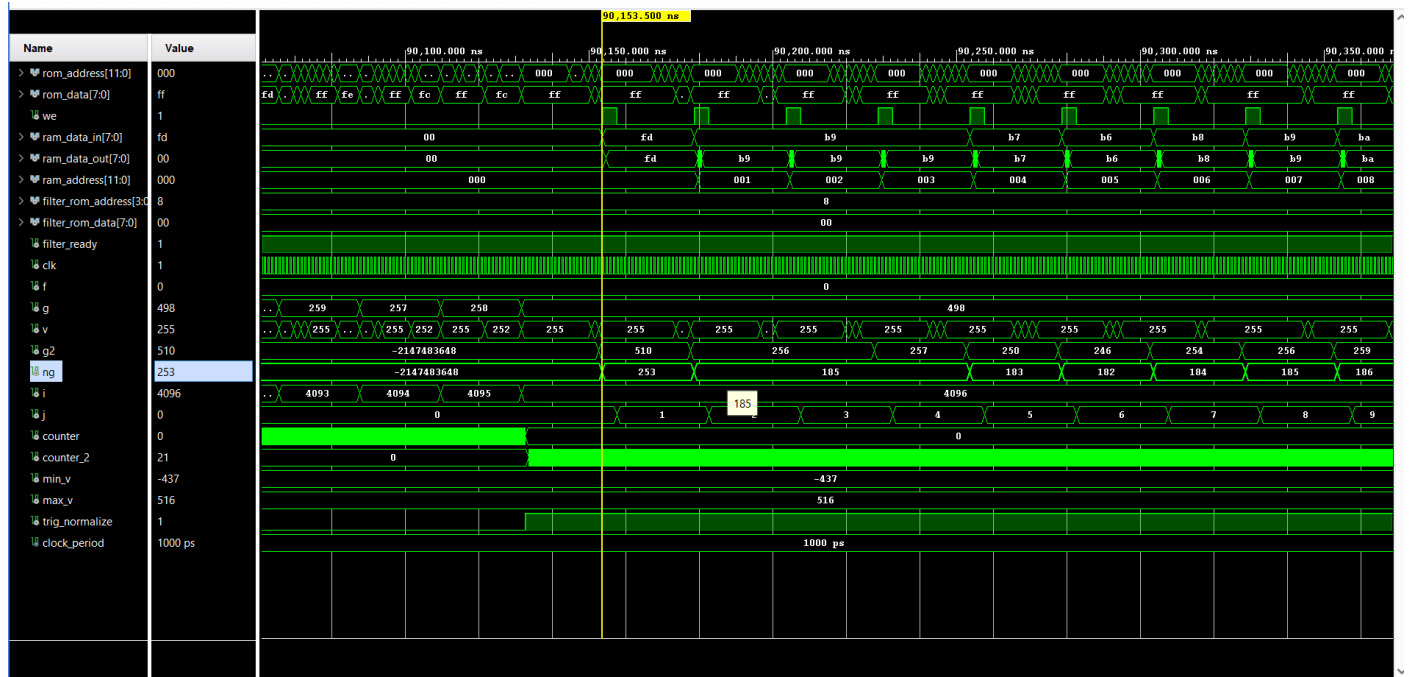 90,153.500 ns
Name Value
90,100.000 ns 90,150.000 ns 90,200.000 ns 90,250.000 ns 90,300.000 ns 90,350.000 n
rom_address[11:0] 000 .. . .. . .. . . .. 000 . . 000 000 000 000 000 000 000 000 000
rom_data[7:0] ff fd . ff fe . ff fc ff fc ff ff . ff . ff ff ff ff ff ff ff
we 1
ram_data_in[7:0] fd 00 fd b9 b7 b6 b8 b9 ba
ram_data_out[7:0] 00 00 fd b9 b9 b9 b7 b6 b8 b9 ba
ram_address[11:0] 000 000 001 002 003 004 005 006 007 008
filter_rom_address[3:0 8 8
filter_rom_data[7:0] 00 00
filter_ready 1
clk 1
f 0 0
g 498 .. 259 257 258 498
v 255 .. . 255 .. . 255 252 255 252 255 255 . 255 . 255 255 255 255 255 255 255
g2 510 -2147483648 510 256 257 250 246 254 256 259
ng 253 -2147483648 253 185 183 182 184 185 186
i 4096 .. 4093 4094 4095 4096
j 0 0 1 2 3 4 5 6 7 8 9
185
counter 0 0
counter_2 21 0
min_v -437 -437
max_v 516 516
trig_normalize 1
clock_period 1000 ps 1000 ps